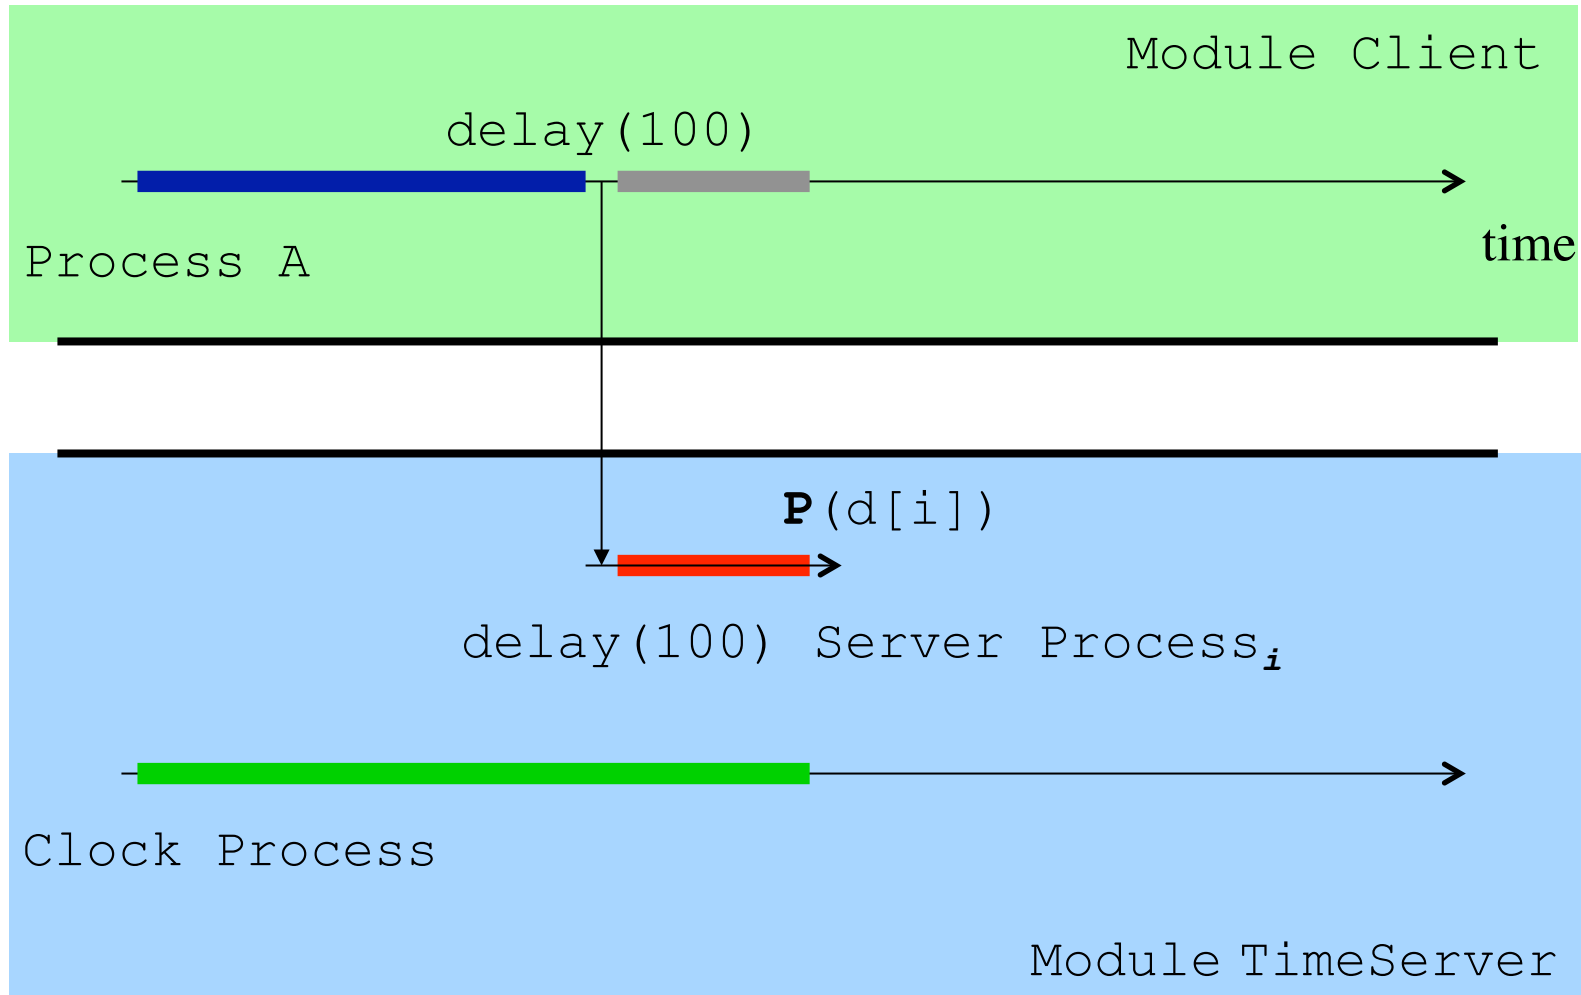 Module Client
delay(100)
Process A
time
P(d[i])
delay(100) Server Process i
Clock Process
Module TimeServer